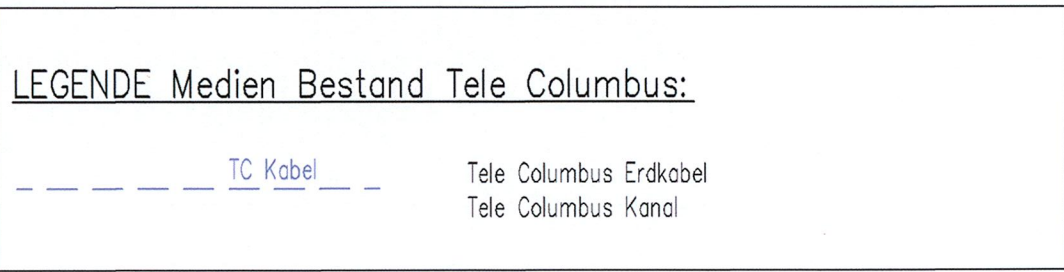 LEGENDE Medien Bestand Tele Columbus:
TC Kabel
Tele Columbus Erdkabel
Tele Columbus Kanal